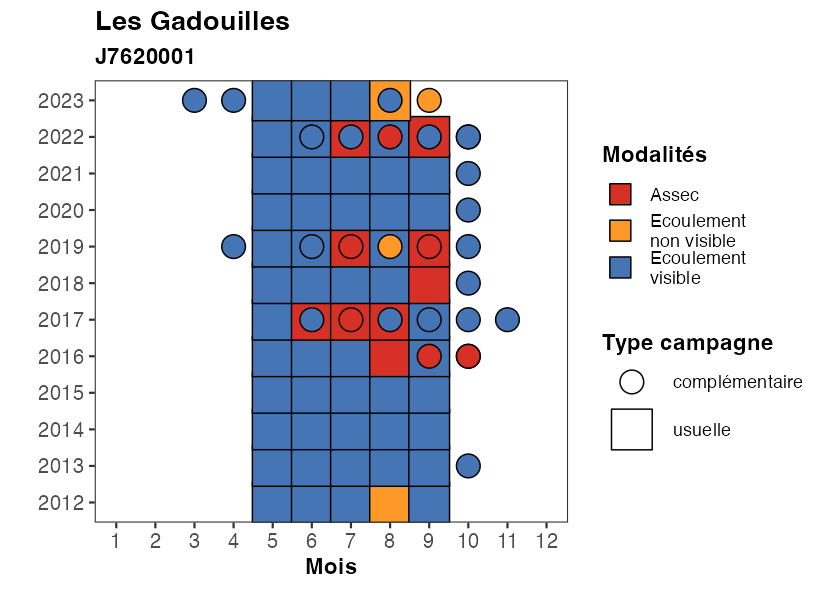 Les Gadouilles
J7620001
2023
2022
2021
2020
2019
2018
2017
2016
2015
2014
2013
2012
1 2 3 4 5 6 7 8 9 10 11 12
Mois
Modalités
Assec
Ecoulement
non visible
Ecoulement
visible
Type campagne
complémentaire
usuelle